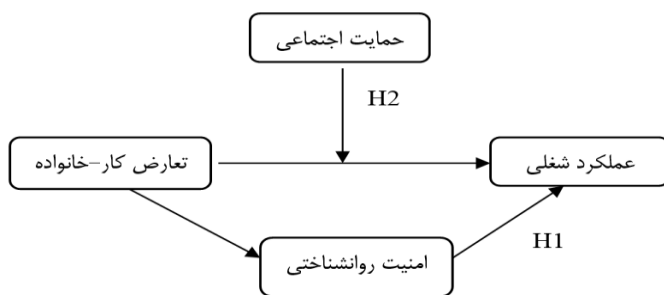 حمایت اجتماعی
H2
تعارض کار-خانواده
عملکرد شغلی
امنیت روانشناختی
H1